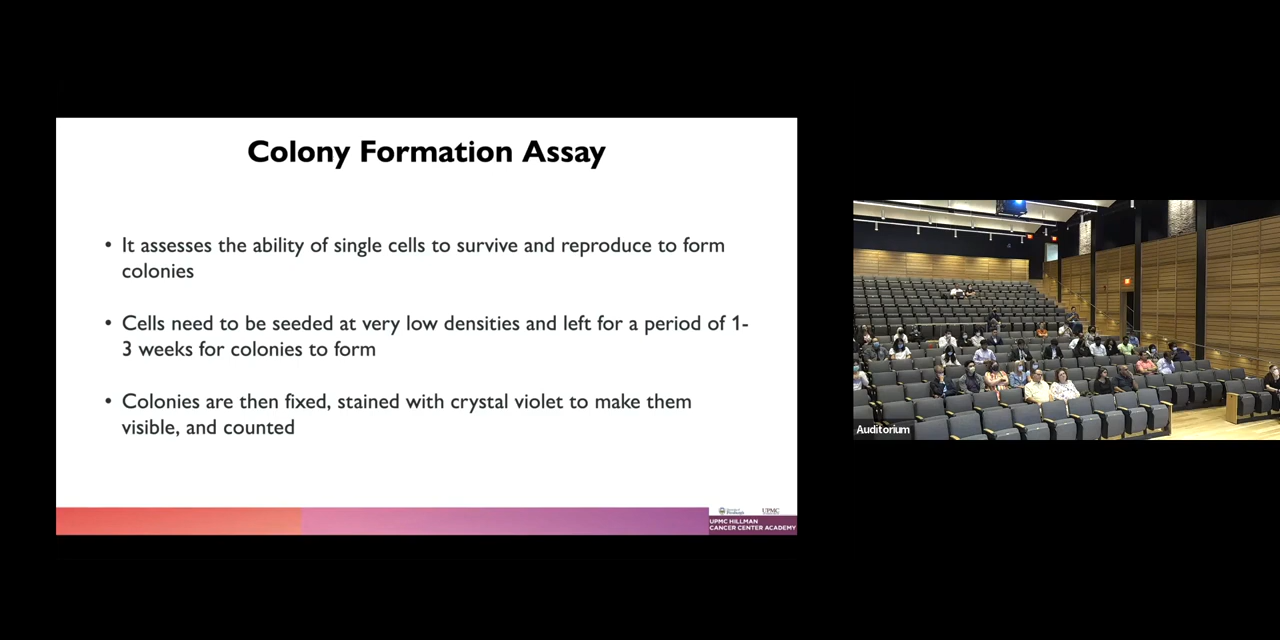 Colony Formation Assay
• It assesses the ability of single cells to survive and reproduce to form
colonies
• Cells need to be seeded at very low densities and left for a period of 1-
3 weeks for colonies to form
• Colonies are then fixed, stained with crystal violet to make them
visible, and counted
UPMC
UPMC HILLMAN
CANCER CENTER ACADEMY
Auditorium